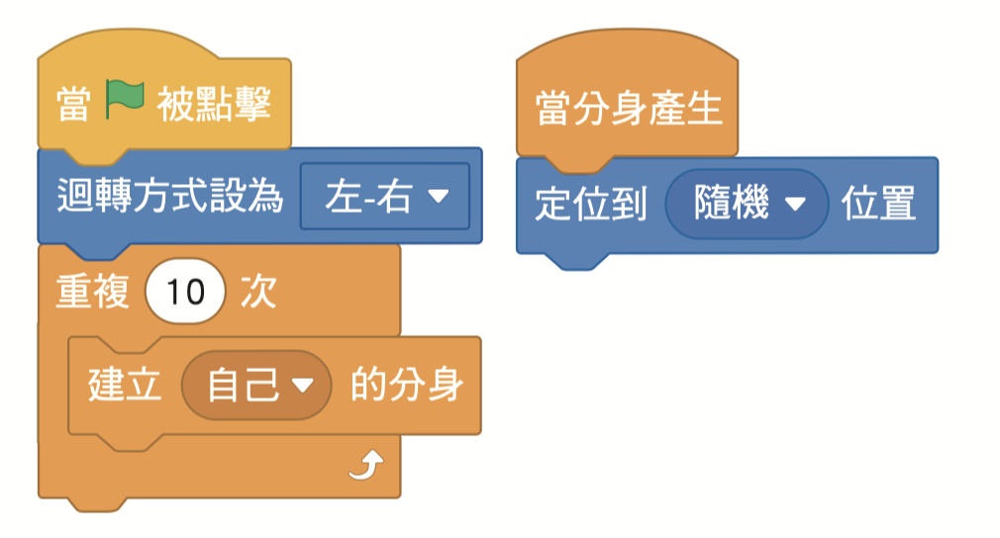 當 被點擊
迴轉方式設為 左-右
重複 10 次
建立 自己 的分身
當分身產生
定位到 隨機 位置